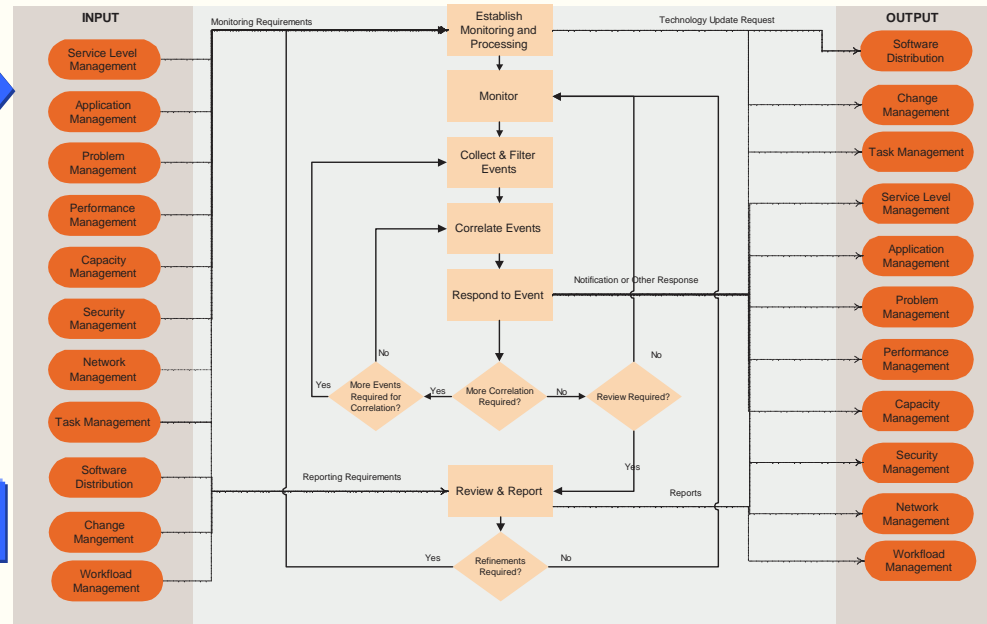 INPUT
Service Level
Management
Application
Management
Problem
Management
Performance
Management
Capacity
Management
Security
Management
Network
Management
Task Management
Software
Distribution
Change
Mangement
Workfload
Management
Monitoring Requirements
Establish
Monitoring and
Processing
Technology Update Request
Monitor
Collect & Filter
Events
Correlate Events
Respond to Event
Notification or Other Response
No
No
Yes
More Events
Required for
Correlation?
Yes
More Correlation
Required?
No
Review Required?
Yes
Reporting Requirements
Review & Report
Reports
Yes
Refinements
Required?
No
OUTPUT
Software
Distribution
Change
Management
Task Management
Service Level
Management
Application
Management
Problem
Management
Performance
Management
Capacity
Management
Security
Management
Network
Management
Workfload
Management